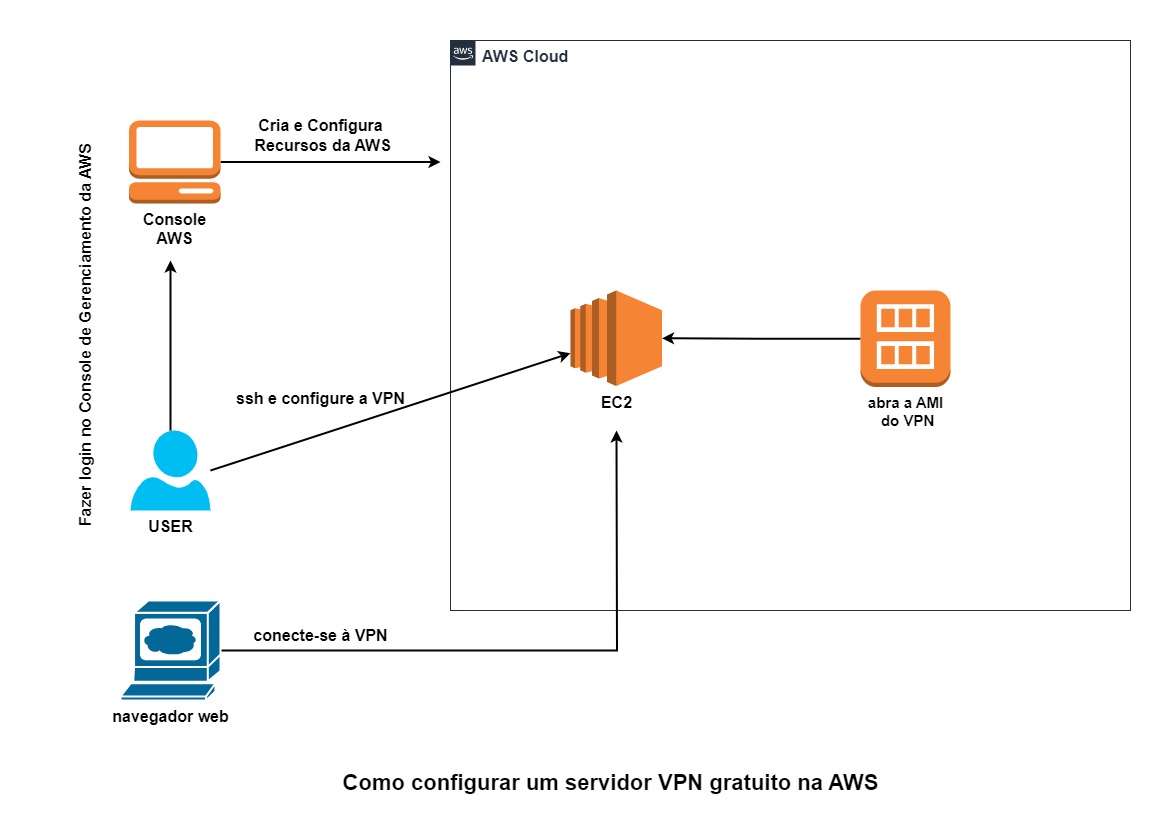 aws
AWS Cloud
Cria e Configura
Recursos da AWS
Console
AWS
Fazer login no Console de Gerenciamento da AWS
ssh e configure a VPN
EC2
abra a AMI
do VPN
USER
conecte-se à VPN
navegador web
Como configurar um servidor VPN gratuito na AWS